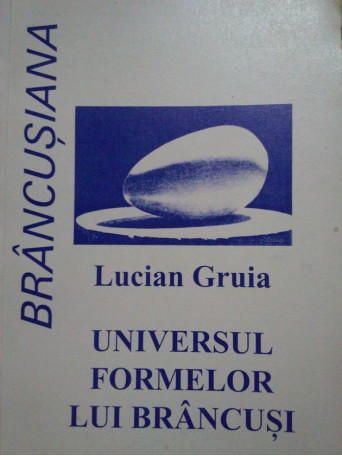 BRÂNCUȘIANA
Lucian Gruia
UNIVERSUL
FORMELOR
LUI BRÂNCUȘI